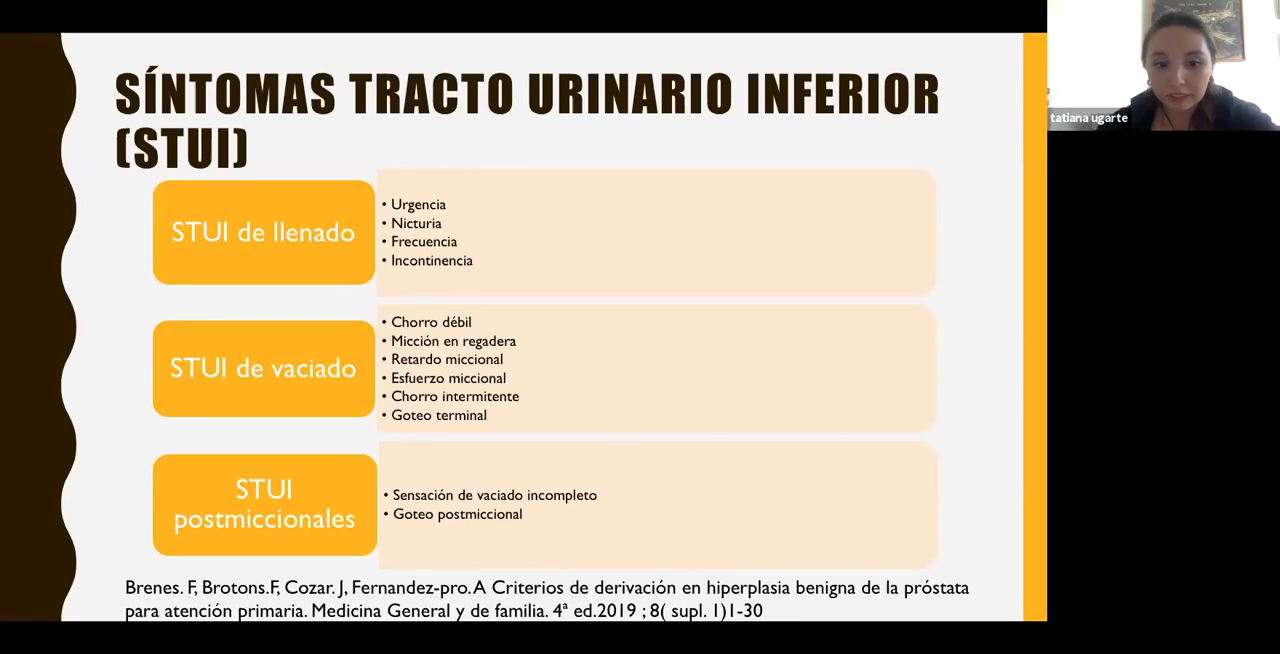 SÍNTOMAS TRACTO URINARIO INFERIOR
(STUI)
STUI de llenado
• Urgencia
• Nicturia
• Frecuencia
• Incontinencia
STUI de vaciado
• Chorro débil
• Micción en regadera
• Retardo miccional
• Esfuerzo miccional
• Chorro intermitente
• Goteo terminal
STUI
postmiccionales
• Sensación de vaciado incompleto
• Goteo postmiccional
Brenes. F, Brotons.F, Cozar. J, Fernandez-pro. A Criterios de derivación en hiperplasia benigna de la próstata
para atención primaria. Medicina General y de familia. 4ª ed.2019 ; 8( supl. 1)1-30
tatiana ugarte